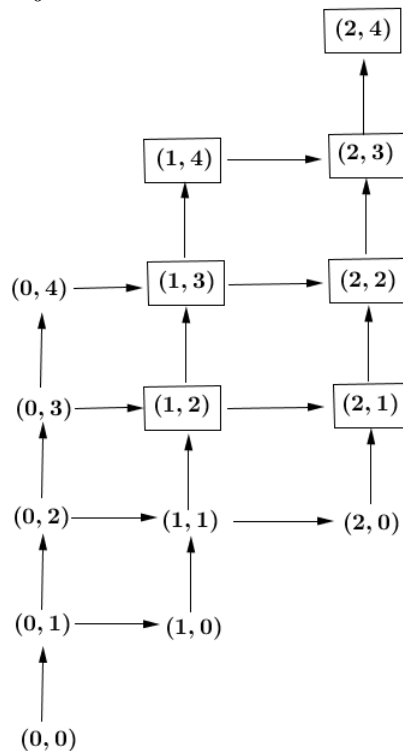 (2, 4)
(1, 4) (2, 3)
(0, 4) (1, 3) (2, 2)
(0, 3) (1, 2) (2, 1)
(0, 2) (1, 1) (2, 0)
(0, 1) (1, 0)
(0, 0)